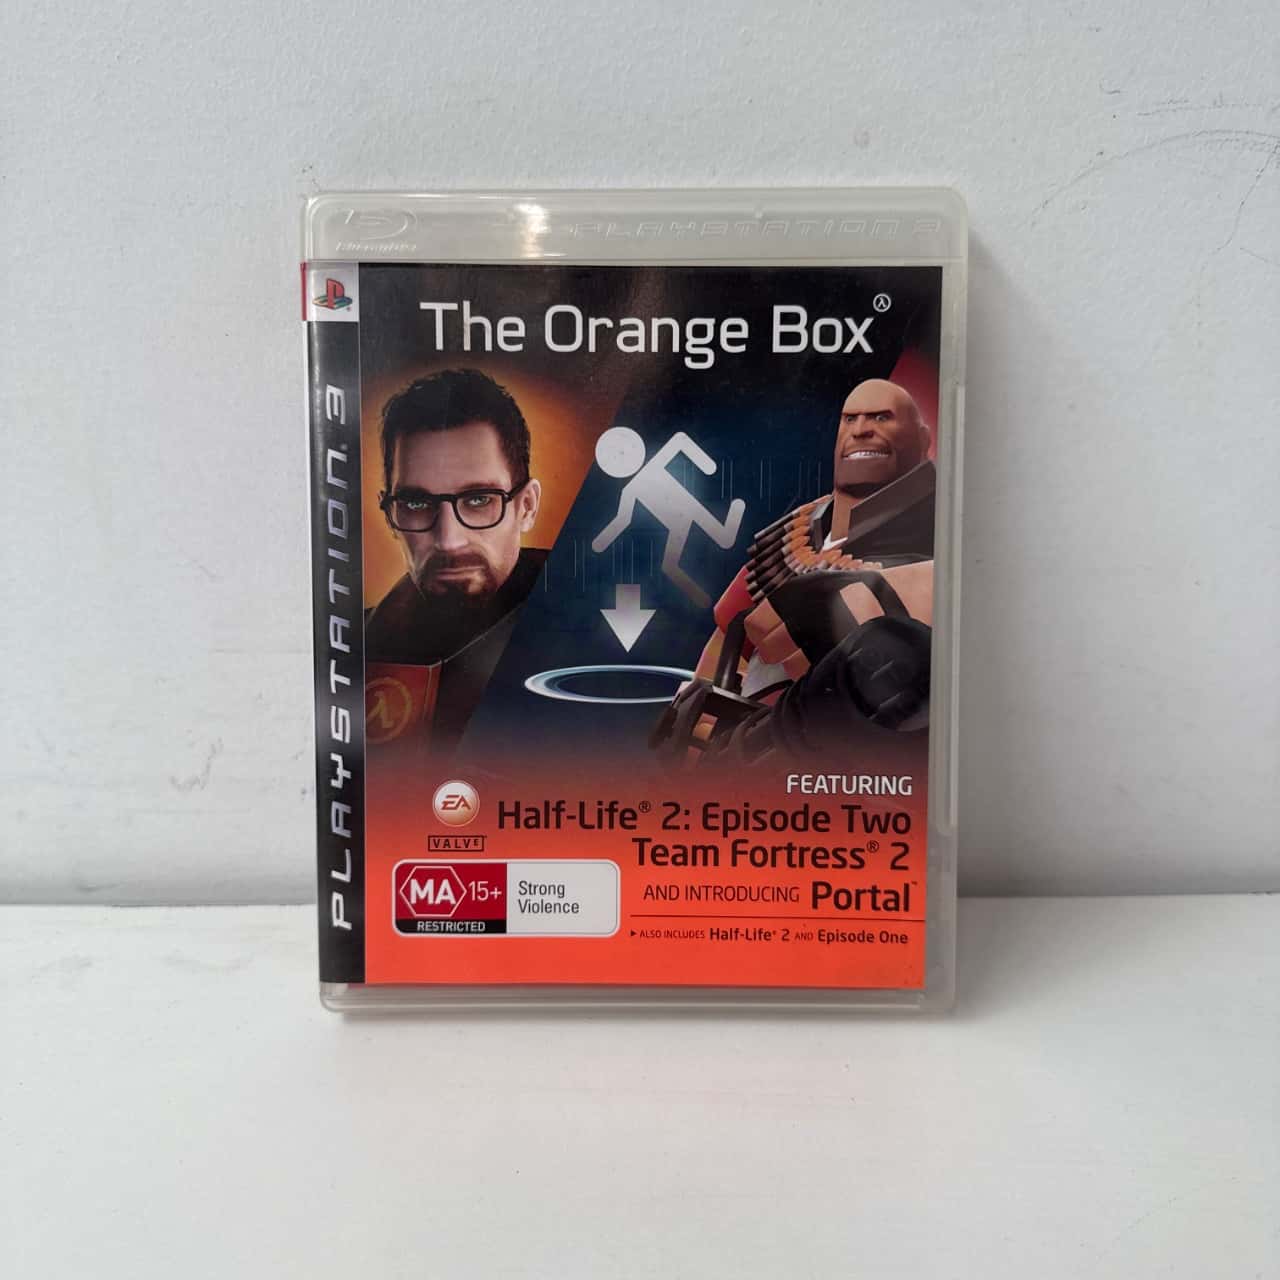 PLAYSTATION 3
PLAYSTATION 3
The Orange Box
FEATURING
EA
Half-Life® 2: Episode Two
VALVE®
Team Fortress® 2
AND INTRODUCING Portal™
MA 15+
RESTRICTED
Strong
Violence
▸ ALSO INCLUDES Half-Life® 2 AND Episode One